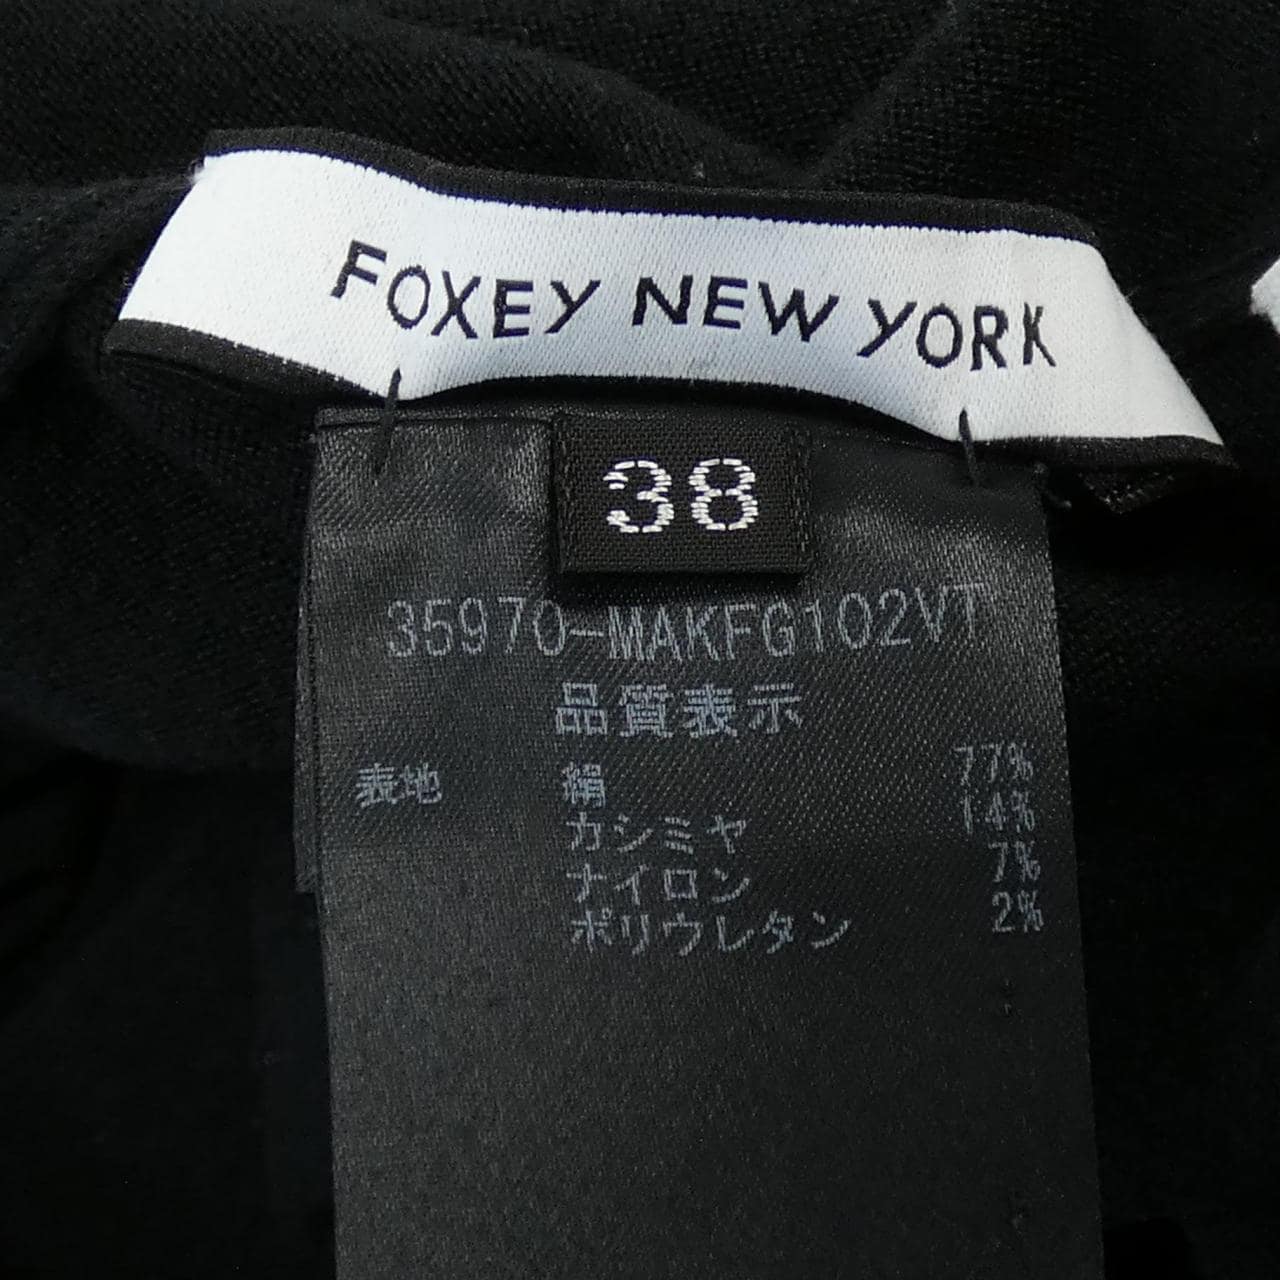 FOXEY NEW YORK
38
35970-MAKFG102VT
品質表示
表地 絹 77%
カシミヤ 14%
ナイロン 7%
ポリウレタン 2%